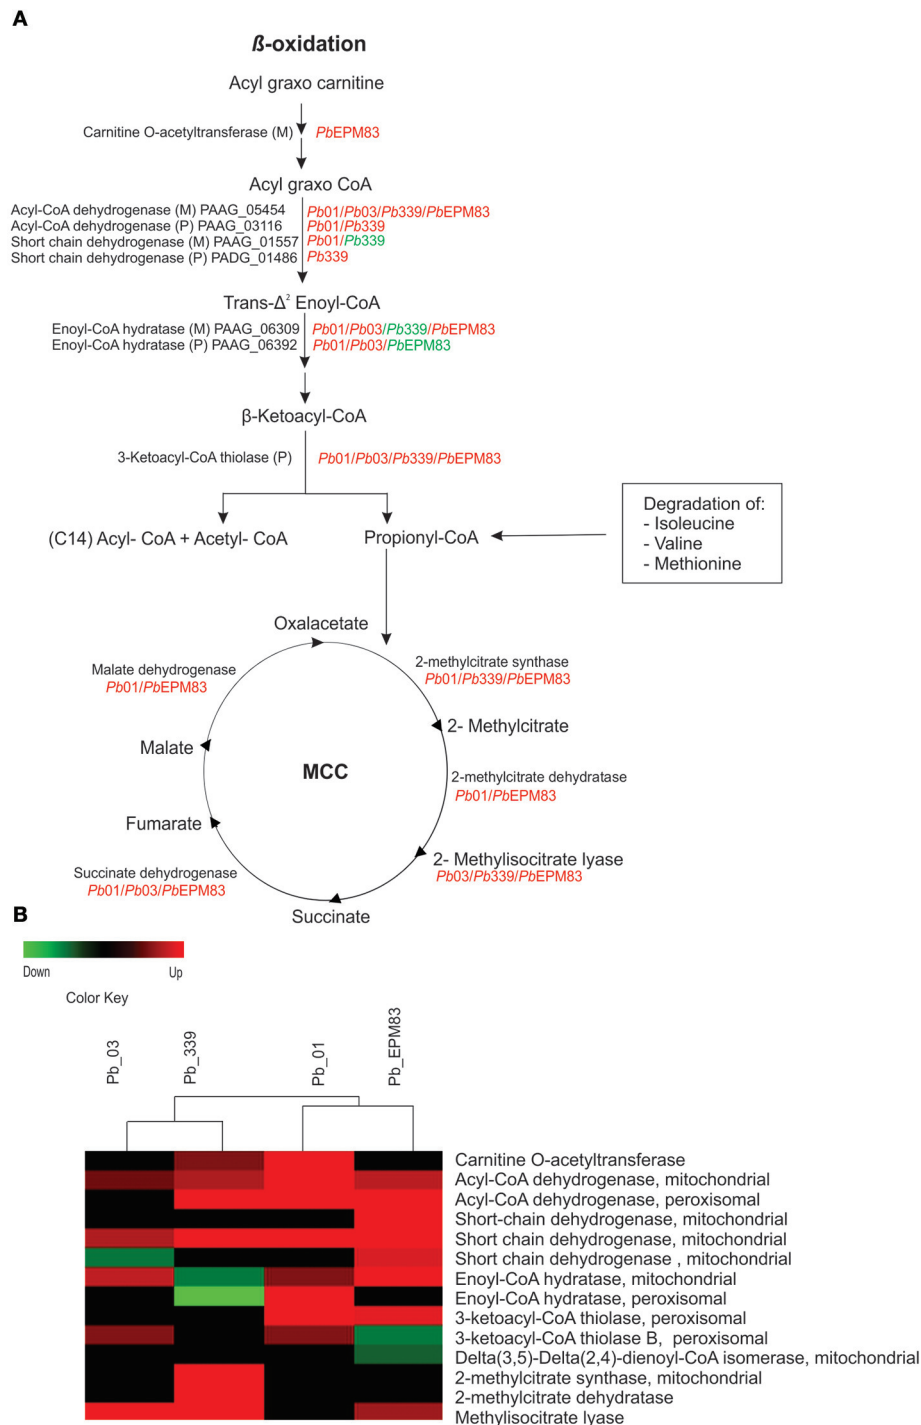 A
ß-oxidation
Acyl graxo carnitine
Carnitine O-acetyltransferase (M) PbEPM83
Acyl graxo CoA
Acyl-CoA dehydrogenase (M) PAAG_05454 Pb01/Pb03/Pb339/PbEPM83
Acyl-CoA dehydrogenase (P) PAAG_03116 Pb01/Pb339
Short chain dehydrogenase (M) PAAG_01557 Pb01/Pb339
Short chain dehydrogenase (P) PADG_01486 Pb339
Trans-Δ² Enoyl-CoA
Enoyl-CoA hydratase (M) PAAG_06309 Pb01/Pb03/Pb339/PbEPM83
Enoyl-CoA hydratase (P) PAAG_06392 Pb01/Pb03/PbEPM83
β-Ketoacyl-CoA
3-Ketoacyl-CoA thiolase (P) Pb01/Pb03/Pb339/PbEPM83
Degradation of:
- Isoleucine
- Valine
- Methionine
(C14) Acyl- CoA + Acetyl- CoA
Propionyl-CoA
Oxalacetate
2-methylcitrate synthase
Pb01/Pb339/PbEPM83
Malate dehydrogenase
Pb01/PbEPM83
2- Methylcitrate
Malate
MCC
2-methylcitrate dehydratase
Pb01/PbEPM83
Fumarate
2- Methylisocitrate lyase
Pb03/Pb339/PbEPM83
Succinate dehydrogenase
Pb01/Pb03/PbEPM83
Succinate
B
Down Up
Color Key
Pb_03
Pb_339
Pb_01
Pb_EPM83
Carnitine O-acetyltransferase
Acyl-CoA dehydrogenase, mitochondrial
Acyl-CoA dehydrogenase, peroxisomal
Short-chain dehydrogenase, mitochondrial
Short chain dehydrogenase, mitochondrial
Short chain dehydrogenase , mitochondrial
Enoyl-CoA hydratase, mitochondrial
Enoyl-CoA hydratase, peroxisomal
3-ketoacyl-CoA thiolase, peroxisomal
3-ketoacyl-CoA thiolase B, peroxisomal
Delta(3,5)-Delta(2,4)-dienoyl-CoA isomerase, mitochondrial
2-methylcitrate synthase, mitochondrial
2-methylcitrate dehydratase
Methylisocitrate lyase